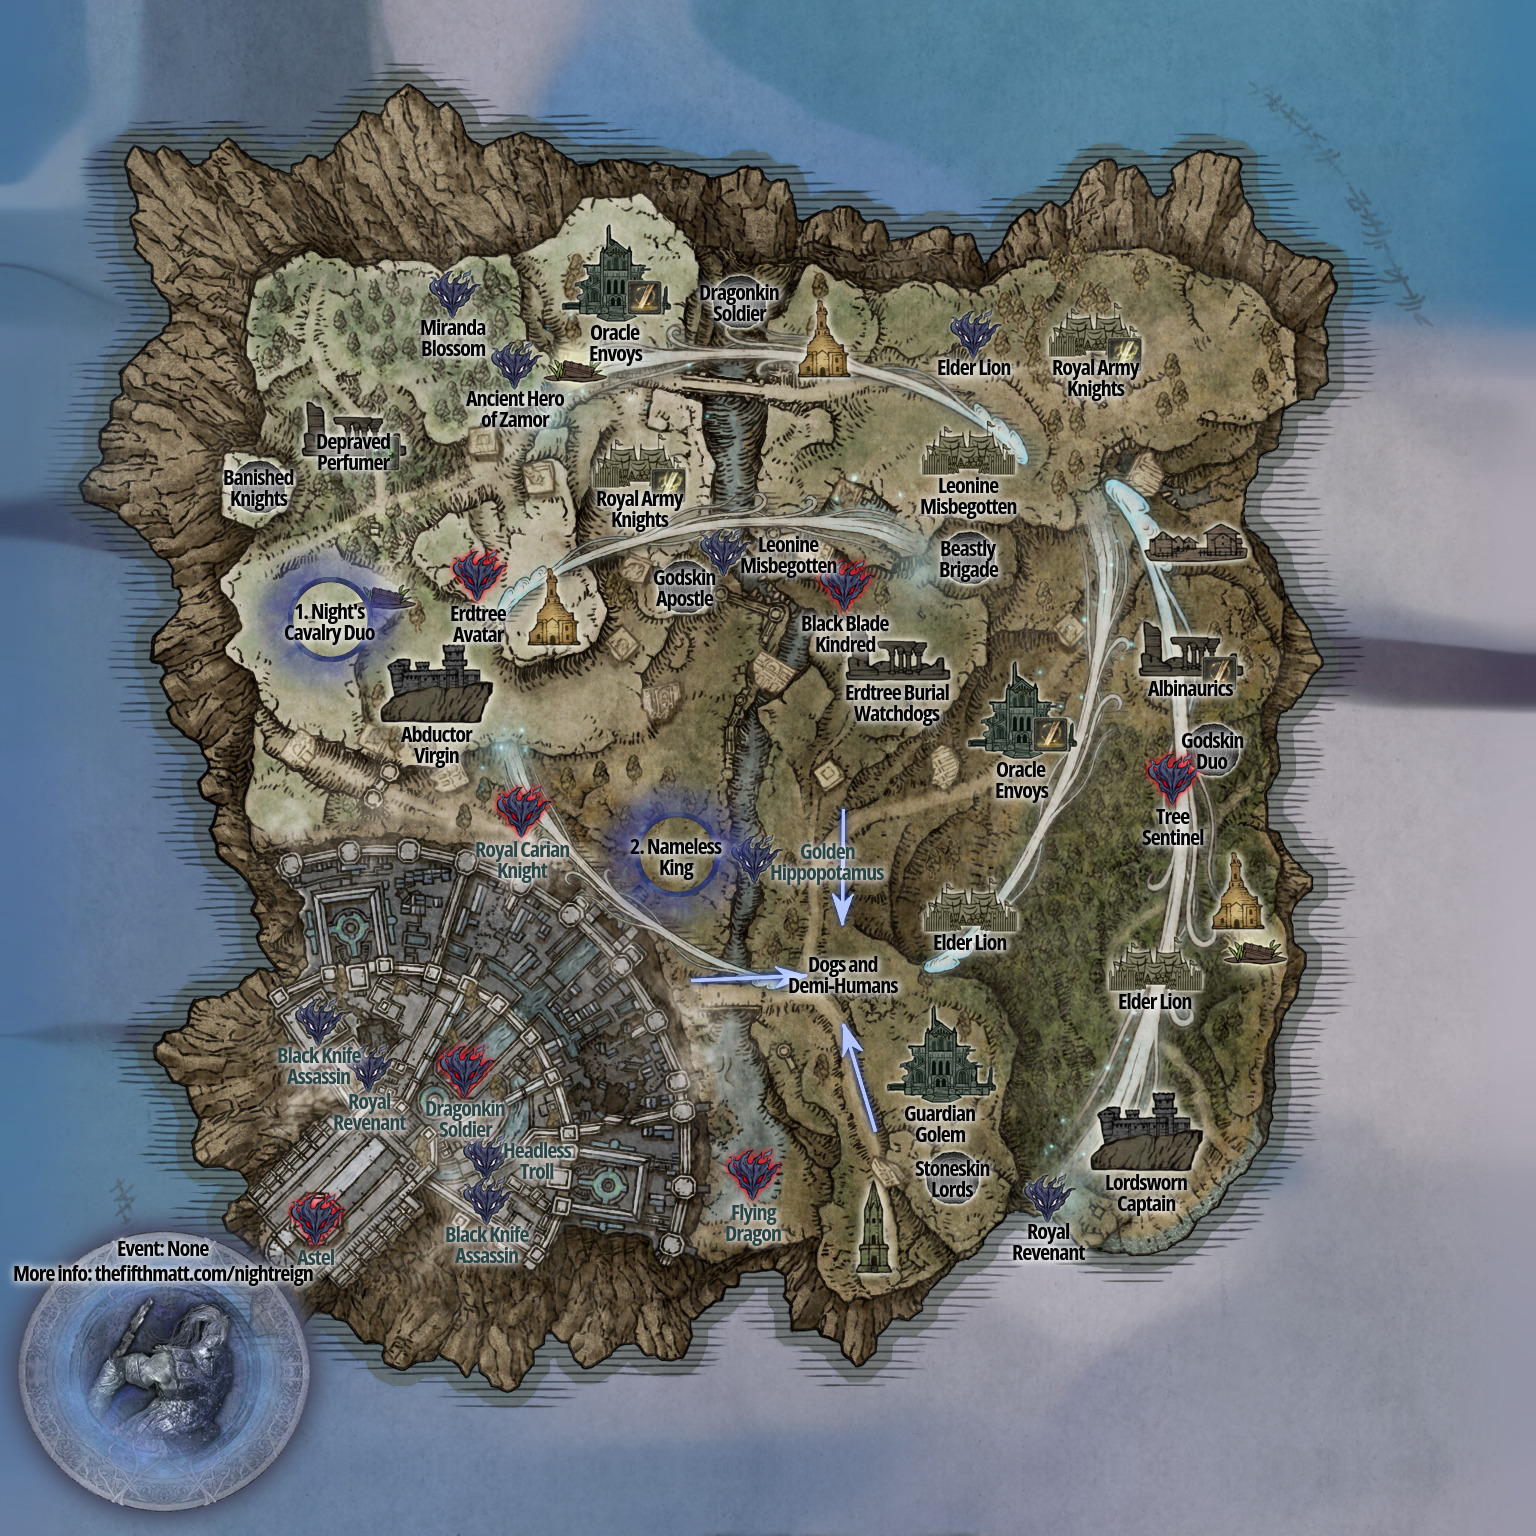 Dragonkin
Soldier
Miranda
Blossom
Oracle
Envoys
Elder Lion
Royal Army
Knights
Ancient Hero
of Zamor
Depraved
Perfumer
Banished
Knights
Royal Army
Knights
Leonine
Misbegotten
Leonine
Misbegotten
Beastly
Brigade
Godskin
Apostle
1. Night's
Cavalry Duo
Erdtree
Avatar
Black Blade
Kindred
Erdtree Burial
Watchdogs
Albinaurics
Abductor
Virgin
Godskin
Duo
Oracle
Envoys
Tree
Sentinel
Royal Carian
Knight
2. Nameless
King
Golden
Hippopotamus
Elder Lion
Dogs and
Demi-Humans
Elder Lion
Black Knife
Assassin
Royal
Revenant
Dragonkin
Soldier
Guardian
Golem
Headless
Troll
Stoneskin
Lords
Lordsworn
Captain
Flying
Dragon
Black Knife
Assassin
Royal
Revenant
Astel
Event: None
More info: thefifthmatt.com/nightreign